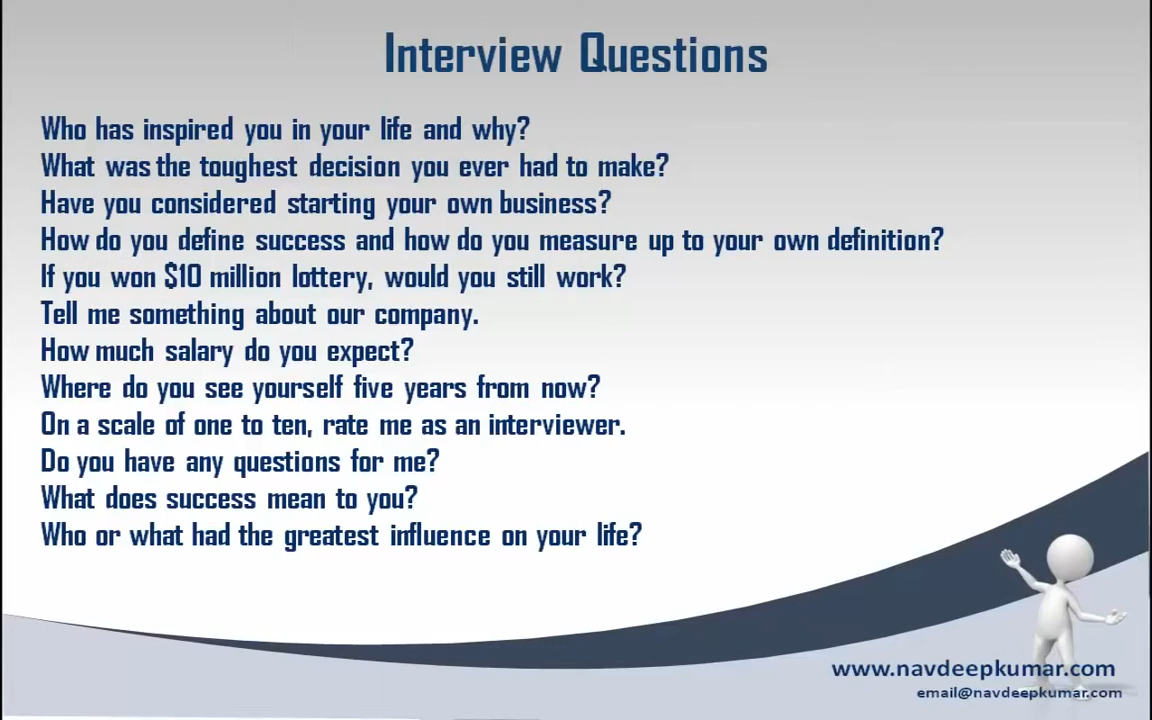 Interview Questions
Who has inspired you in your life and why?
What was the toughest decision you ever had to make?
Have you considered starting your own business?
How do you define success and how do you measure up to your own definition?
If you won $10 million lottery, would you still work?
Tell me something about our company.
How much salary do you expect?
Where do you see yourself five years from now?
On a scale of one to ten, rate me as an interviewer.
Do you have any questions for me?
What does success mean to you?
Who or what had the greatest influence on your life?
www.navdeepkumar.com
email@navdeepkumar.com